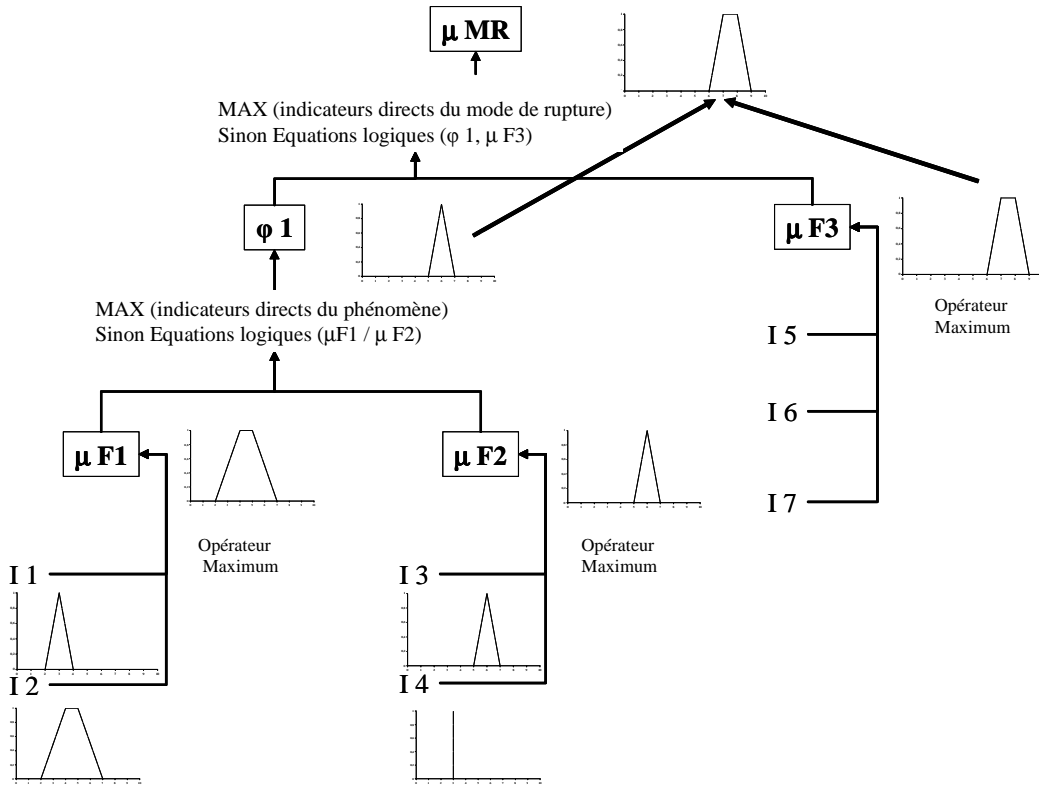 μ MR
MAX (indicateurs directs du mode de rupture)
Sinon Equations logiques (φ 1, μ F3)
φ 1
μ F3
MAX (indicateurs directs du phénomène)
Sinon Equations logiques (μF1 / μ F2)
Opérateur
Maximum
I 5
I 6
I 7
μ F1
μ F2
Opérateur
Maximum
Opérateur
Maximum
I 1
I 3
I 2
I 4